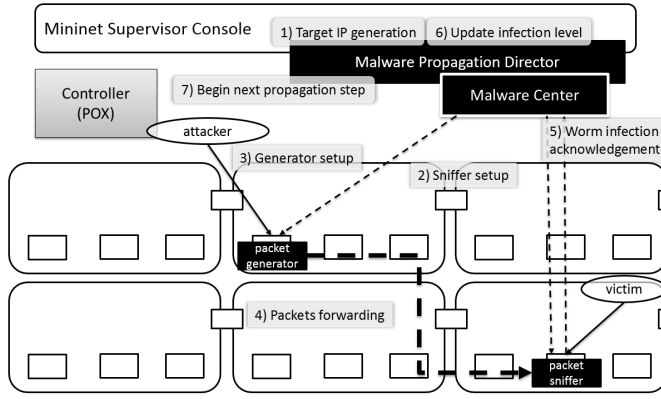 Mininet Supervisor Console
1) Target IP generation
6) Update infection level
Malware Propagation Director
Controller
(POX)
7) Begin next propagation step
Malware Center
attacker
5) Worm infection
acknowledgement
3) Generator setup
2) Sniffer setup
packet
generator
victim
4) Packets forwarding
packet
sniffer